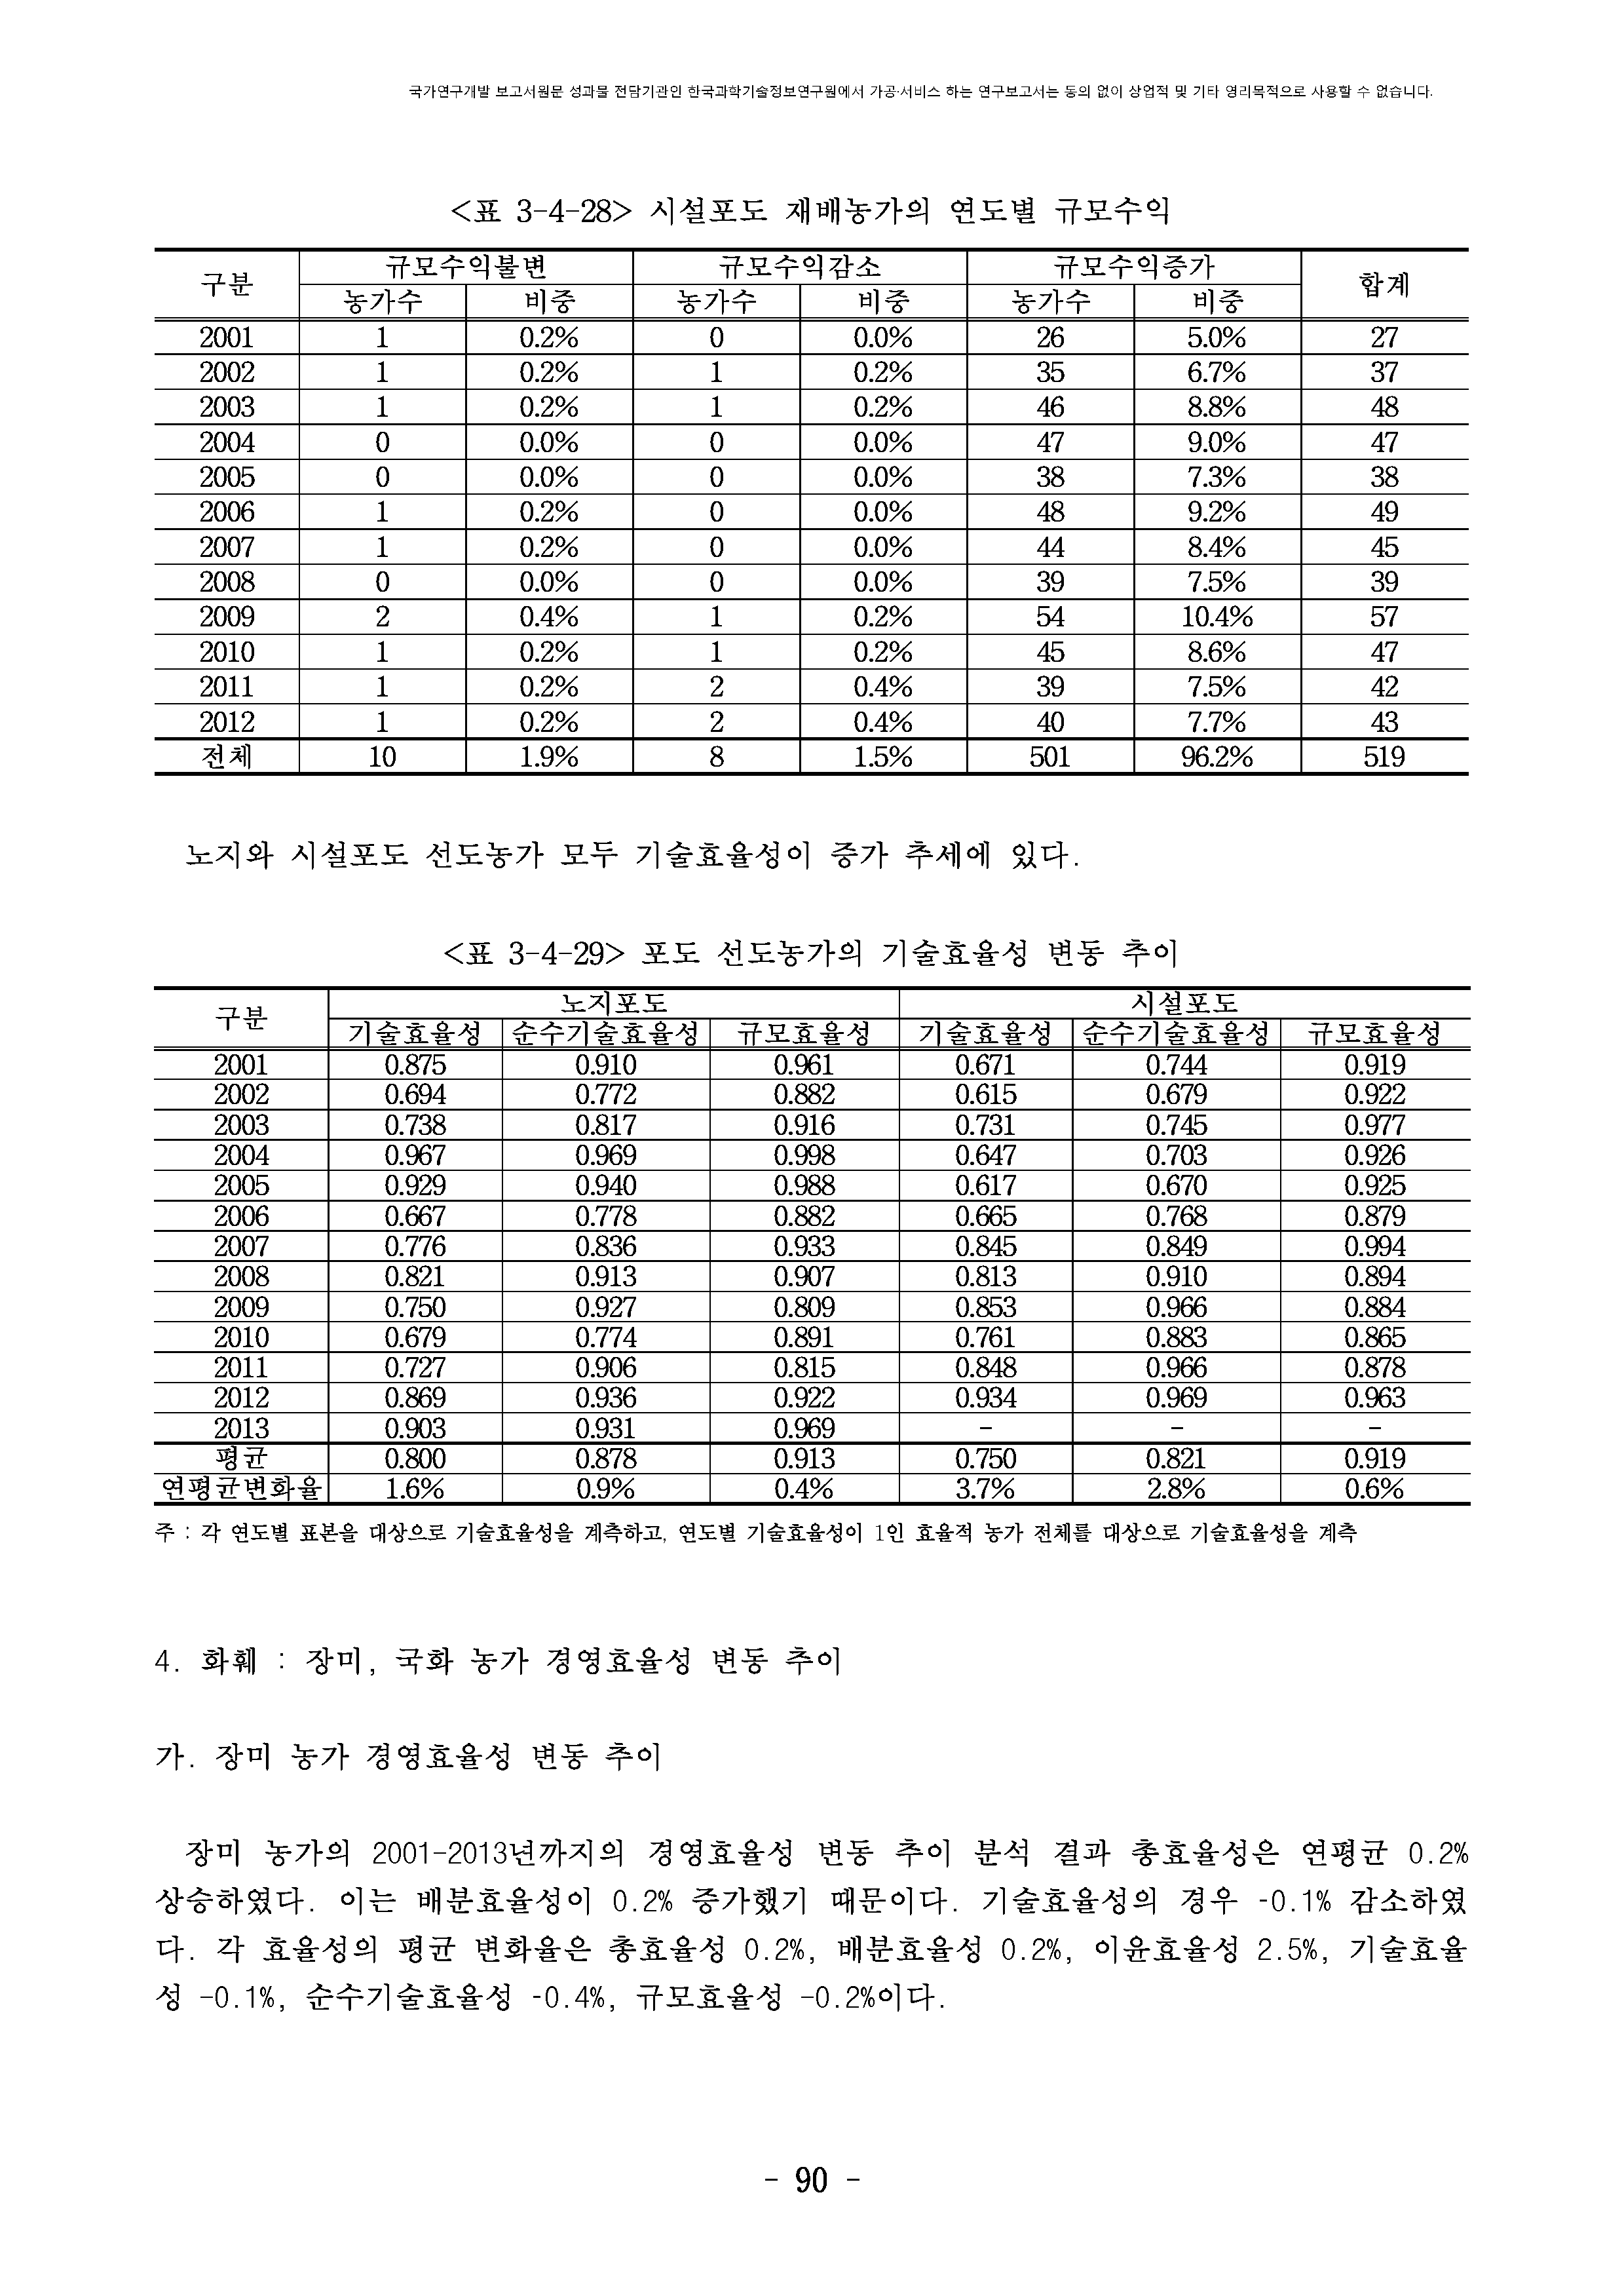 국가연구개발 보고서원문 성과물 전담기관인 한국과학기술정보연구원에서 가공·서비스 하는 연구보고서는 동의 없이 상업적 및 기타 영리목적으로 사용할 수 없습니다.
<표 3-4-28> 시설포도 재배농가의 연도별 규모수익
구분 규모수익불변 규모수익감소 규모수익증가 합계
농가수 비중 농가수 비중 농가수 비중
2001 1 0.2% 0 0.0% 26 5.0% 27
2002 1 0.2% 1 0.2% 35 6.7% 37
2003 1 0.2% 1 0.2% 46 8.8% 48
2004 0 0.0% 0 0.0% 47 9.0% 47
2005 0 0.0% 0 0.0% 38 7.3% 38
2006 1 0.2% 0 0.0% 48 9.2% 49
2007 1 0.2% 0 0.0% 44 8.4% 45
2008 0 0.0% 0 0.0% 39 7.5% 39
2009 2 0.4% 1 0.2% 54 10.4% 57
2010 1 0.2% 1 0.2% 45 8.6% 47
2011 1 0.2% 2 0.4% 39 7.5% 42
2012 1 0.2% 2 0.4% 40 7.7% 43
전체 10 1.9% 8 1.5% 501 96.2% 519
노지와 시설포도 선도농가 모두 기술효율성이 증가 추세에 있다.
<표 3-4-29> 포도 선도농가의 기술효율성 변동 추이
구분 노지포도 시설포도
기술효율성 순수기술효율성 규모효율성 기술효율성 순수기술효율성 규모효율성
2001 0.875 0.910 0.961 0.671 0.744 0.919
2002 0.694 0.772 0.882 0.615 0.679 0.922
2003 0.738 0.817 0.916 0.731 0.745 0.977
2004 0.967 0.969 0.998 0.647 0.703 0.926
2005 0.929 0.940 0.988 0.617 0.670 0.925
2006 0.667 0.778 0.882 0.665 0.768 0.879
2007 0.776 0.836 0.933 0.845 0.849 0.994
2008 0.821 0.913 0.907 0.813 0.910 0.894
2009 0.750 0.927 0.809 0.853 0.966 0.884
2010 0.679 0.774 0.891 0.761 0.883 0.865
2011 0.727 0.906 0.815 0.848 0.966 0.878
2012 0.869 0.936 0.922 0.934 0.969 0.963
2013 0.903 0.931 0.969 - - -
평균 0.800 0.878 0.913 0.750 0.821 0.919
연평균변화율 1.6% 0.9% 0.4% 3.7% 2.8% 0.6%
주 : 각 연도별 표본을 대상으로 기술효율성을 계측하고, 연도별 기술효율성이 1인 효율적 농가 전체를 대상으로 기술효율성을 계측
4. 화훼 : 장미, 국화 농가 경영효율성 변동 추이
가. 장미 농가 경영효율성 변동 추이
장미 농가의 2001-2013년까지의 경영효율성 변동 추이 분석 결과 총효율성은 연평균 0.2%
상승하였다. 이는 배분효율성이 0.2% 증가했기 때문이다. 기술효율성의 경우 -0.1% 감소하였
다. 각 효율성의 평균 변화율은 총효율성 0.2%, 배분효율성 0.2%, 이윤효율성 2.5%, 기술효율
성 -0.1%, 순수기술효율성 -0.4%, 규모효율성 -0.2%이다.
- 90 -